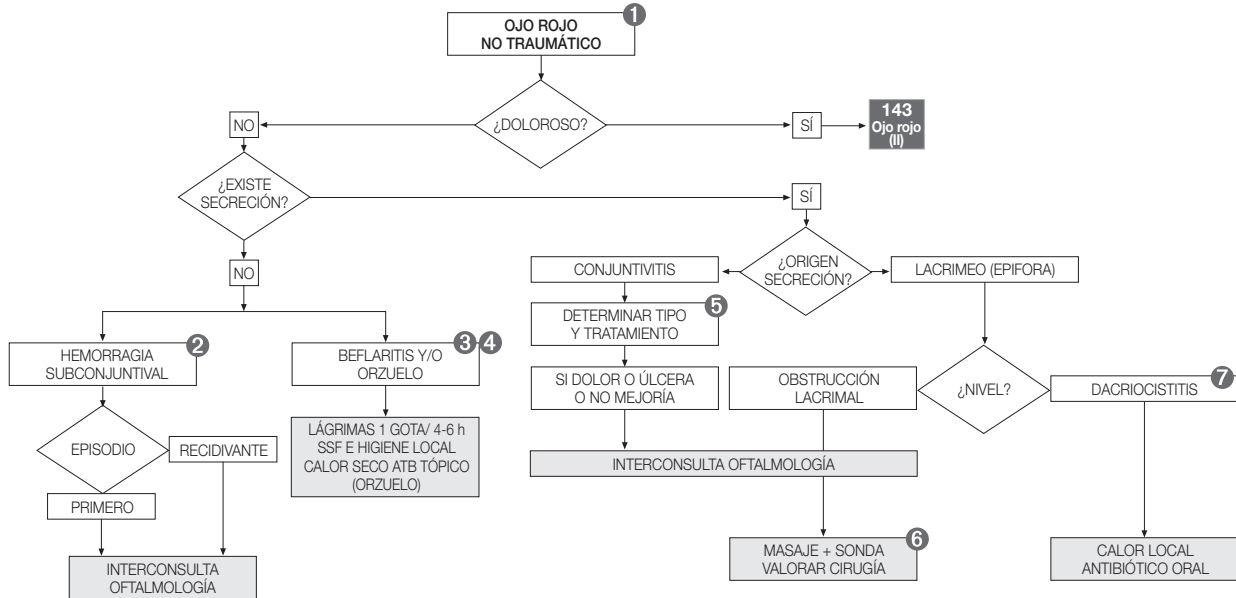 1
OJO ROJO
NO TRAUMÁTICO
¿DOLOROSO?
NO
SÍ
143
Ojo rojo
(II)
¿EXISTE
SECRECIÓN?
SÍ
NO
¿ORIGEN
SECRECIÓN?
CONJUNTIVITIS
LACRIMEO (EPIFORA)
2
HEMORRAGIA
SUBCONJUNTIVAL
3 4
BEFLARITIS Y/O
ORZUELO
5
DETERMINAR TIPO
Y TRATAMIENTO
SI DOLOR O ÚLCERA
O NO MEJORÍA
OBSTRUCCIÓN
LACRIMAL
¿NIVEL?
7
DACRIOCISTITIS
EPISODIO
RECIDIVANTE
LÁGRIMAS 1 GOTA/ 4-6 h
SSF E HIGIENE LOCAL
CALOR SECO ATB TÓPICO
(ORZUELO)
INTERCONSULTA OFTALMOLOGÍA
PRIMERO
INTERCONSULTA
OFTALMOLOGÍA
6
MASAJE + SONDA
VALORAR CIRUGÍA
CALOR LOCAL
ANTIBIÓTICO ORAL